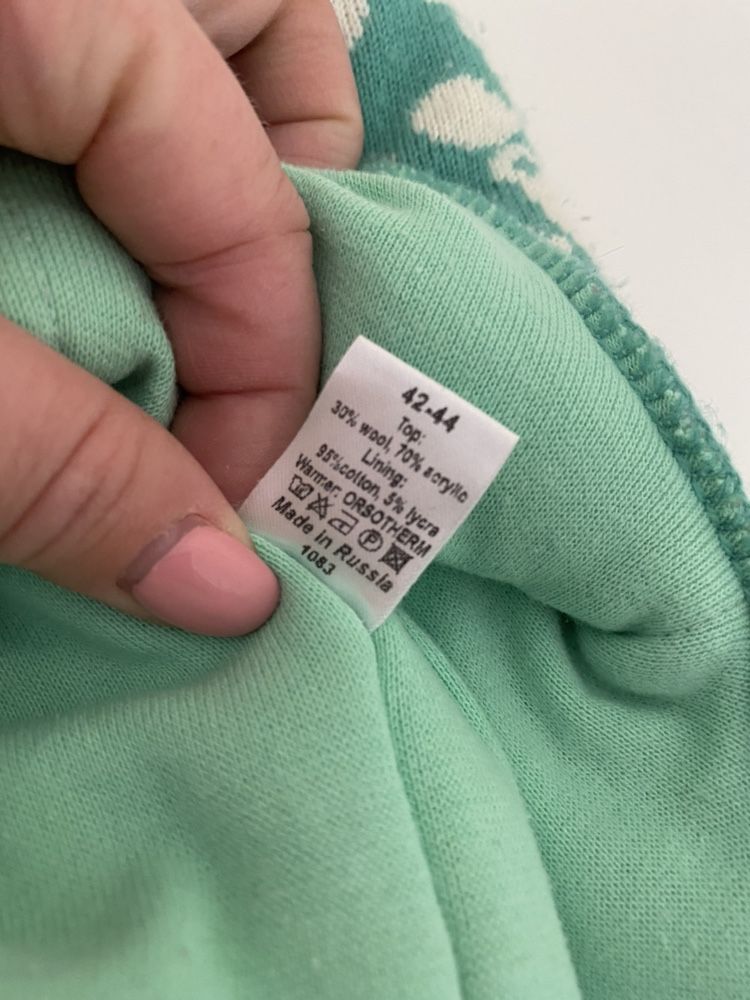 42-44
Top:
30% wool, 70% acrylic
Lining:
95%cotton, 5% lycra
Warmer: ORSOTHERM
P
Made in Russia
1083